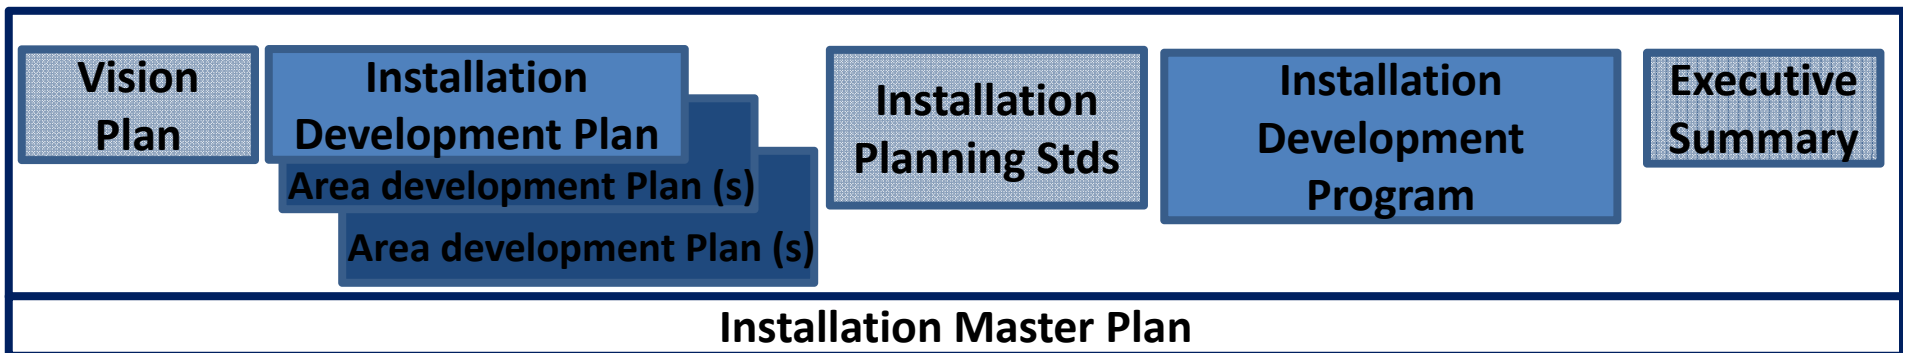 Vision
Plan
Installation
Development Plan
Area development Plan (s)
Area development Plan (s)
Installation
Planning Stds
Installation
Development
Program
Executive
Summary
Installation Master Plan